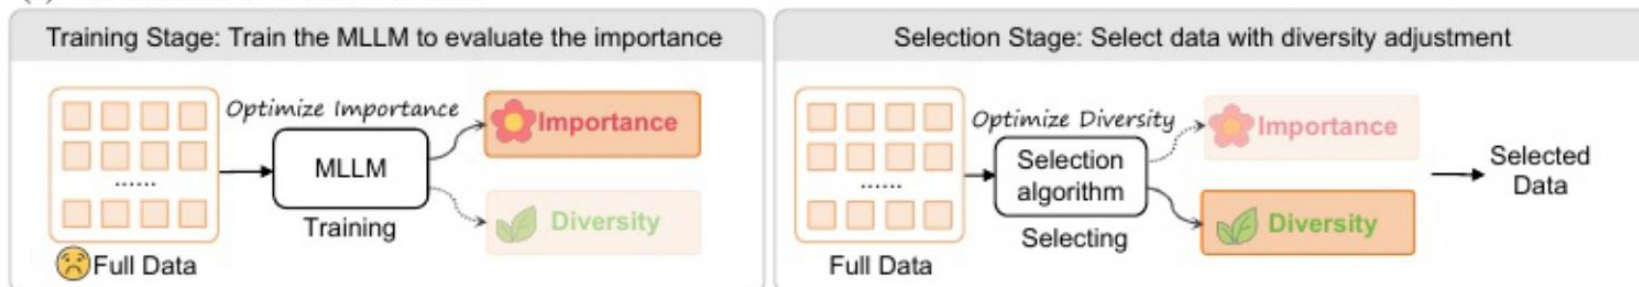 Training Stage: Train the MLLM to evaluate the importance
Optimize Importance
Importance
MLLM
......
Diversity
Training
Full Data
Selection Stage: Select data with diversity adjustment
Optimize Diversity
Importance
Selection
algorithm
......
Diversity
Selecting
Full Data
Selected
Data